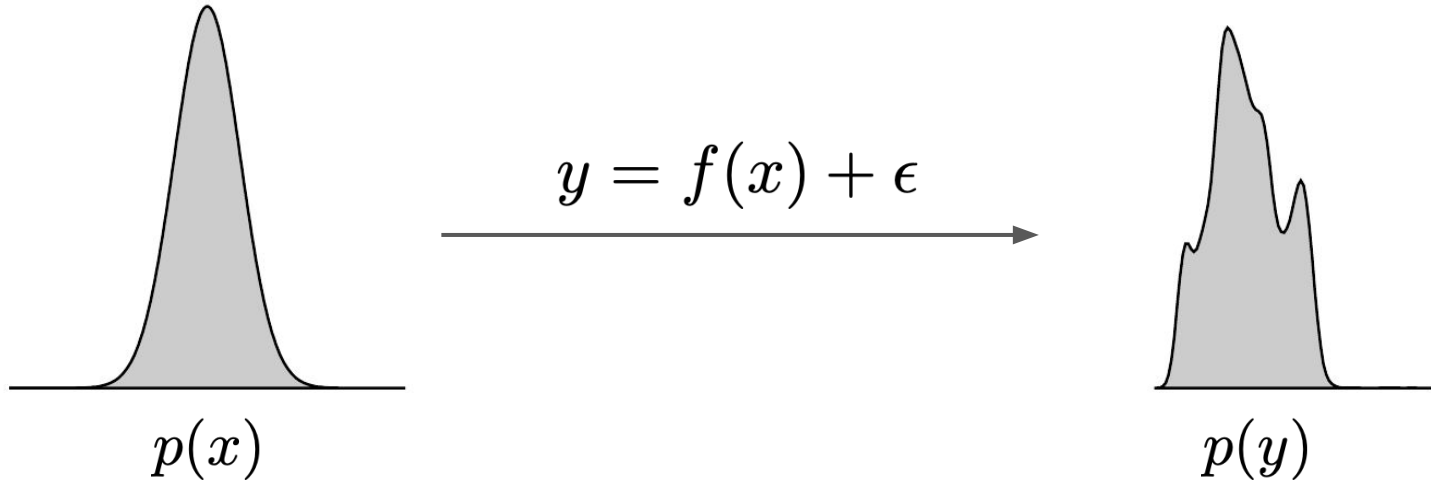 y = f(x) + ϵ
p(x)
p(y)